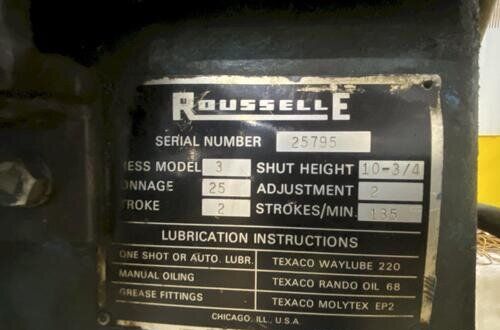 ROUSSELLE
SERIAL NUMBER 25795
ESS MODEL 3 SHUT HEIGHT 10-3/4
ONNAGE 25 ADJUSTMENT 2
TROKE 2 STROKES/MIN. 135
LUBRICATION INSTRUCTIONS
ONE SHOT OR AUTO. LUBR. TEXACO WAYLUBE 220
MANUAL OILING TEXACO RANDO OIL 68
GREASE FITTINGS TEXACO MOLYTEX EP2
CHICAGO, ILL., U.S.A.